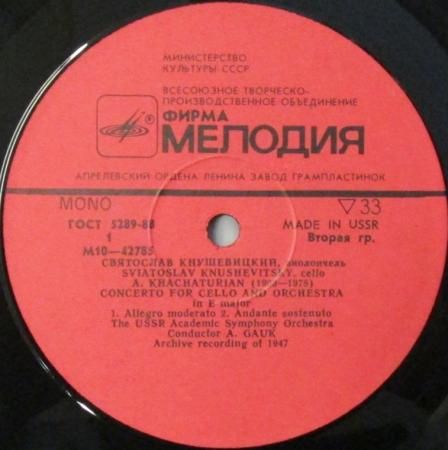 МИНИСТЕРСТВО
КУЛЬТУРЫ СССР
ВСЕСОЮЗНОЕ ТВОРЧЕСКО-
ПРОИЗВОДСТВЕННОЕ ОБЪЕДИНЕНИЕ
ФИРМА
МЕЛОДИЯ
АПРЕЛЕВСКИЙ ОРДЕНА ЛЕНИНА ЗАВОД ГРАМПЛАСТИНОК
MONO ▽33
ГОСТ 5289-88 MADE IN USSR
1 Вторая гр.
М10—42785
СВЯТОСЛАВ КНУШЕВИЦКИЙ, виолончель
SVIATOSLAV KNUSHEVITSKY, cello
A. KHACHATURIAN (1903—1978)
CONCERTO FOR CELLO AND ORCHESTRA
in E major
1. Allegro moderato 2. Andante sostenuto
The USSR Academic Symphony Orchestra
Conductor A. GAUK
Archive recording of 1947